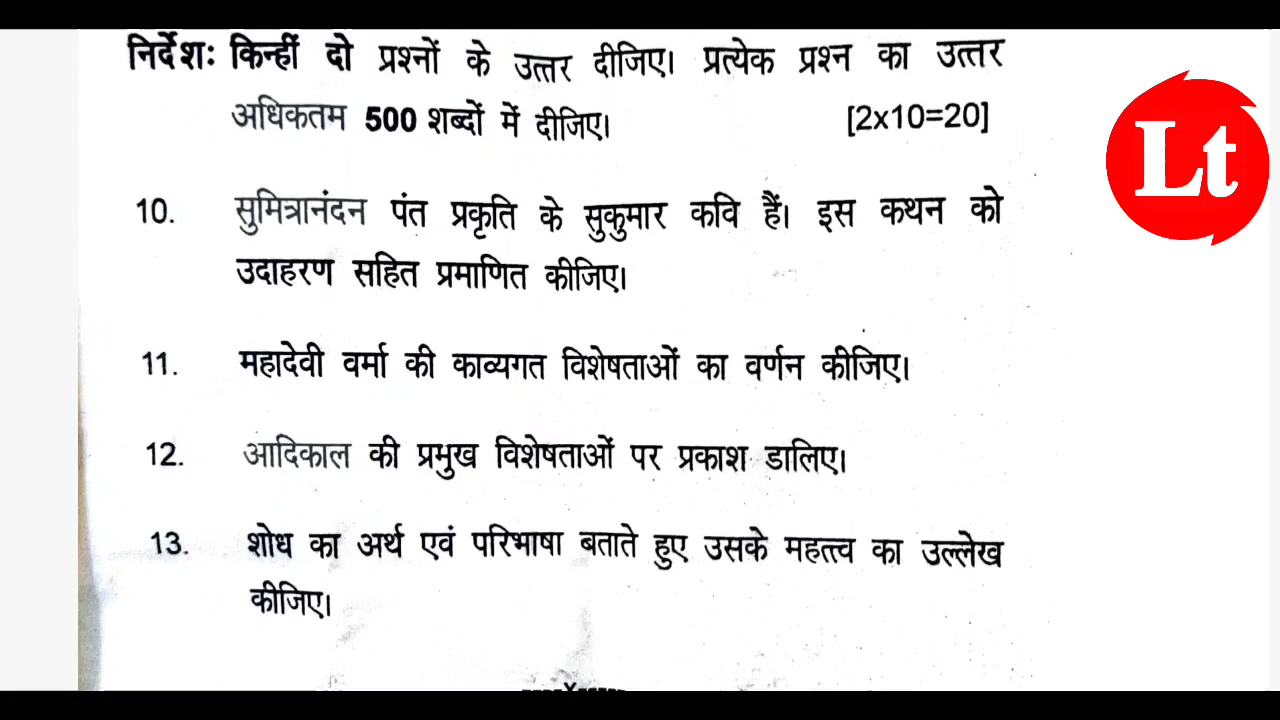 निर्देशः किन्हीं दो प्रश्नों के उत्तर दीजिए। प्रत्येक प्रश्न का उत्तर
अधिकतम 500 शब्दों में दीजिए। [2x10=20]
Lt
10. सुमित्रानंदन पंत प्रकृति के सुकुमार कवि हैं। इस कथन को
उदाहरण सहित प्रमाणित कीजिए।
11. महादेवी वर्मा की काव्यगत विशेषताओं का वर्णन कीजिए।
12. आदिकाल की प्रमुख विशेषताओं पर प्रकाश डालिए।
13. शोध का अर्थ एवं परिभाषा बताते हुए उसके महत्त्व का उल्लेख
कीजिए।
----x-----